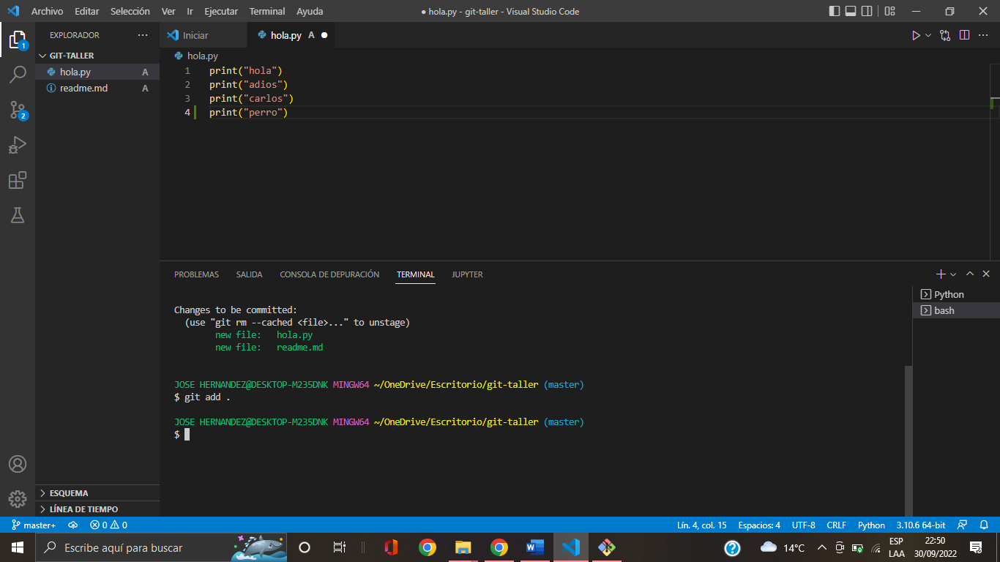 Archivo Editar Selección Ver Ir Ejecutar Terminal Ayuda ● hola.py - git-taller - Visual Studio Code
EXPLORADOR ···
Iniciar
hola.py A ●
1
GIT-TALLER
hola.py A
readme.md A
2
hola.py
1 print("hola")
2 print("adios")
3 print("carlos")
4 print("perro")
PROBLEMAS SALIDA CONSOLA DE DEPURACIÓN TERMINAL JUPYTER
Python
bash
Changes to be committed:
(use "git rm --cached <file>..." to unstage)
new file: hola.py
new file: readme.md
JOSE HERNANDEZ@DESKTOP-M235DNK MINGW64 ~/OneDrive/Escritorio/git-taller (master)
$ git add .
JOSE HERNANDEZ@DESKTOP-M235DNK MINGW64 ~/OneDrive/Escritorio/git-taller (master)
$
ESQUEMA
LÍNEA DE TIEMPO
master+ 0 0 Lín. 4, col. 15 Espacios: 4 UTF-8 CRLF Python 3.10.6 64-bit
Escribe aquí para buscar
14°C
ESP
LAA
22:50
30/09/2022